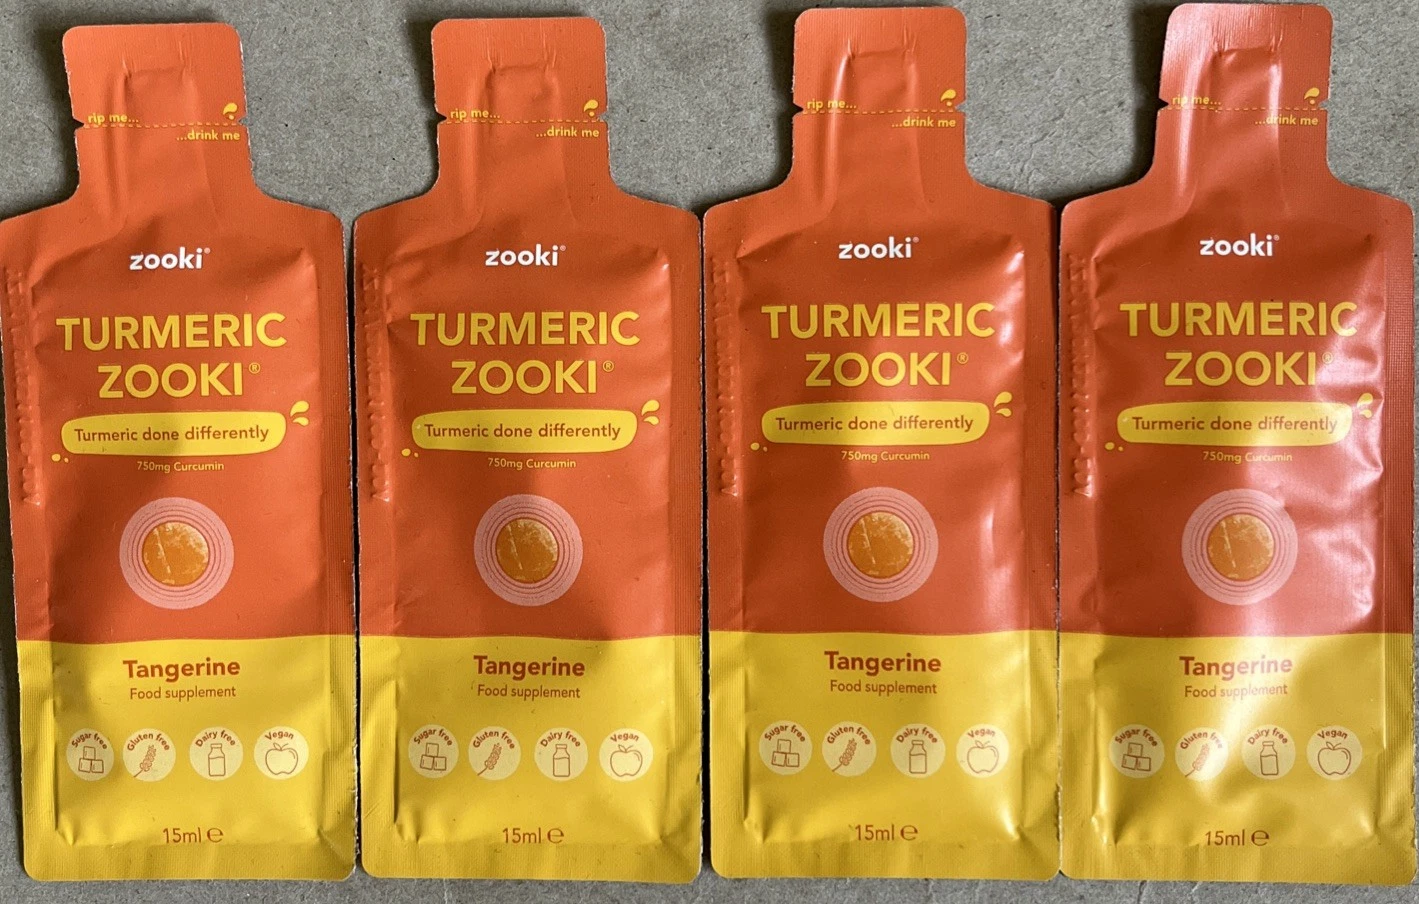 rip me...
...drink me
zooki®
TURMERIC
ZOOKI®
Turmeric done differently
750mg Curcumin
Tangerine
Food supplement
Sugar free
Gluten free
Dairy free
Vegan
15ml ℮
rip me...
...drink me
zooki®
TURMERIC
ZOOKI®
Turmeric done differently
750mg Curcumin
Tangerine
Food supplement
Sugar free
Gluten free
Dairy free
Vegan
15ml ℮
rip me...
...drink me
zooki®
TURMERIC
ZOOKI®
Turmeric done differently
750mg Curcumin
Tangerine
Food supplement
Sugar free
Gluten free
Dairy free
Vegan
15ml ℮
rip me...
...drink me
zooki®
TURMERIC
ZOOKI®
Turmeric done differently
750mg Curcumin
Tangerine
Food supplement
Sugar free
Gluten free
Dairy free
Vegan
15ml ℮